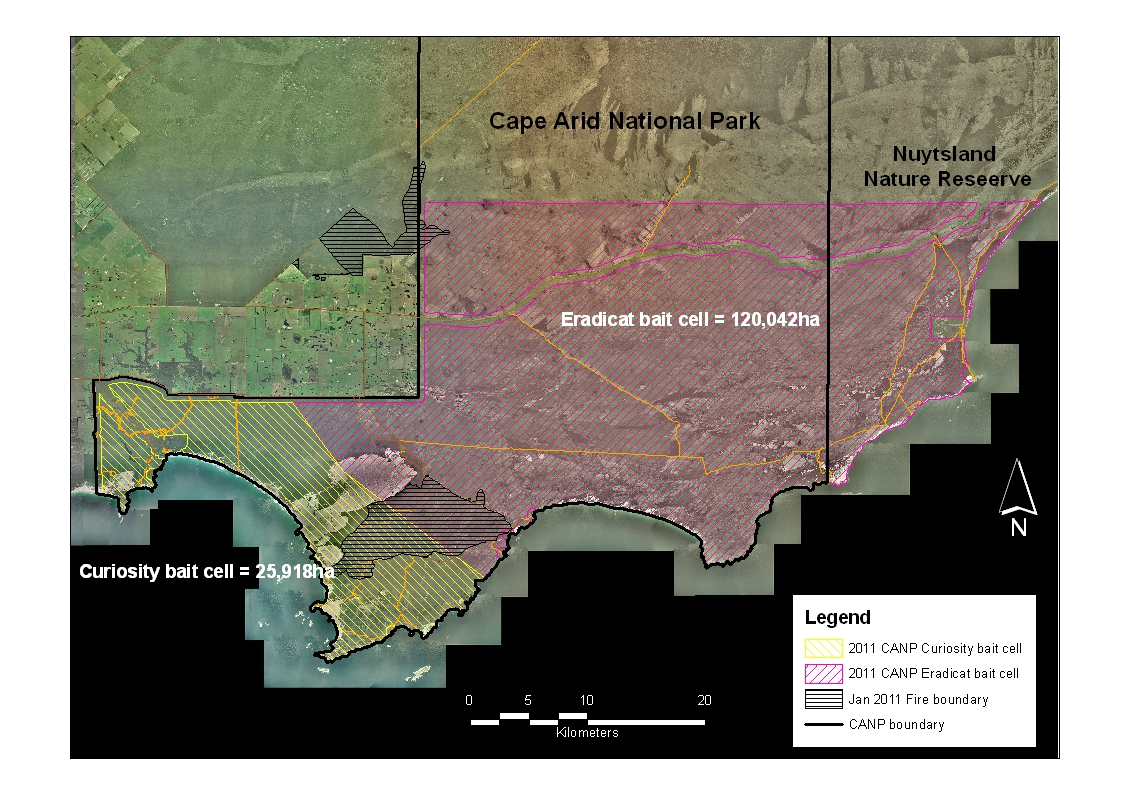 Cape Arid National Park
Nuytsland
Nature Reseerve
Eradicat bait cell = 120,042ha
Curiosity bait cell = 25,918ha
N
Legend
2011 CANP Curiosity bait cell
2011 CANP Eradicat bait cell
Jan 2011 Fire boundary
CANP boundary
0 5 10 20
Kilometers